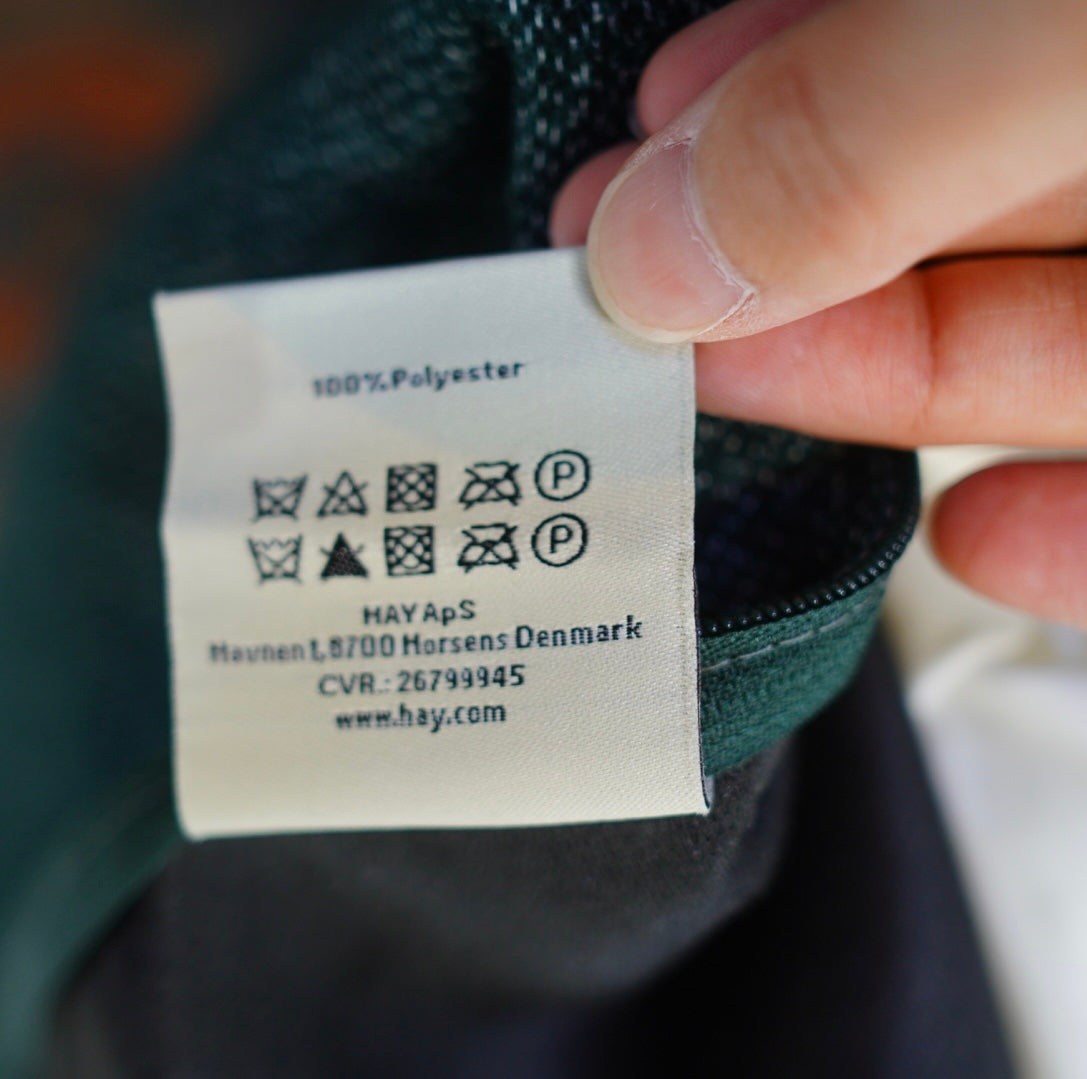 100% Polyester
P
P
HAY ApS
Havnen 1, 8700 Horsens Denmark
CVR.: 26799945
www.hay.com